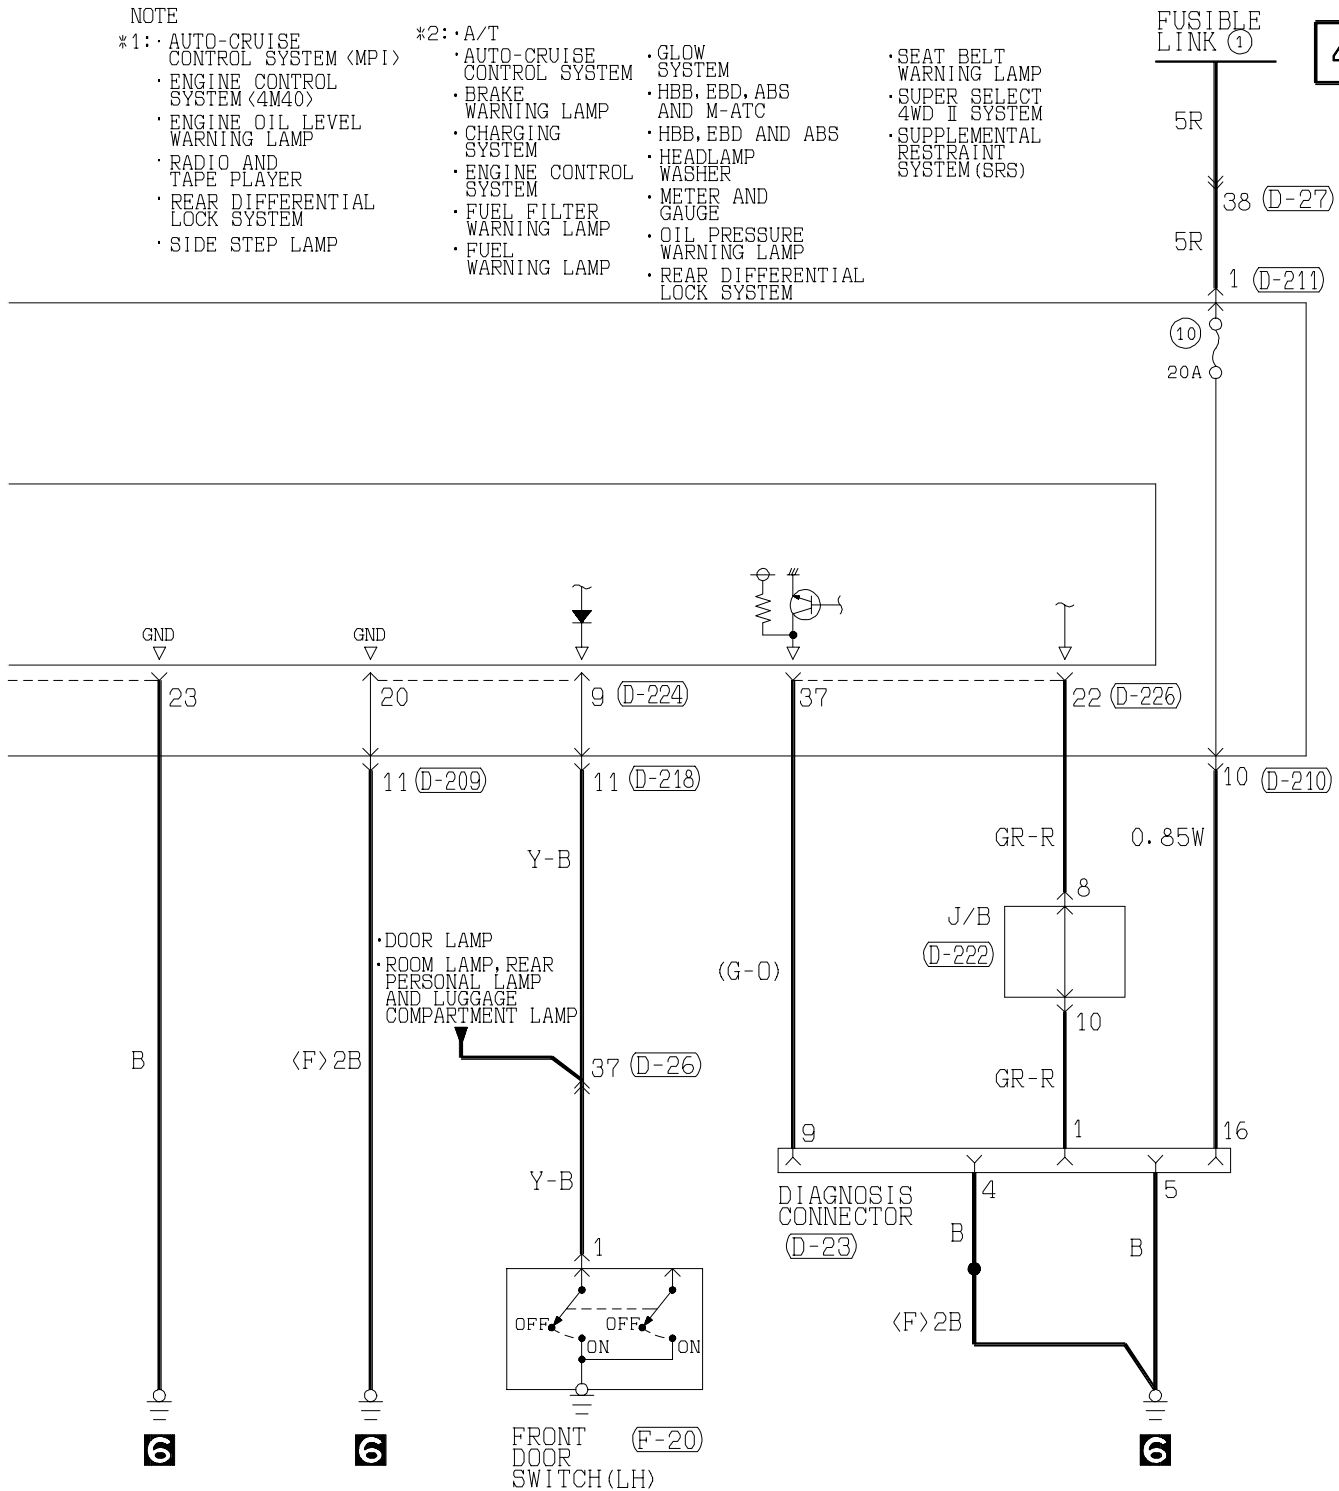 NOTE
*1:·AUTO-CRUISE
CONTROL SYSTEM〈MPI〉
·ENGINE CONTROL
SYSTEM〈4M40〉
·ENGINE OIL LEVEL
WARNING LAMP
·RADIO AND
TAPE PLAYER
·REAR DIFFERENTIAL
LOCK SYSTEM
·SIDE STEP LAMP
*2:·A/T
·AUTO-CRUISE
CONTROL SYSTEM
·BRAKE
WARNING LAMP
·CHARGING
SYSTEM
·ENGINE CONTROL
SYSTEM
·FUEL FILTER
WARNING LAMP
·FUEL
WARNING LAMP
·GLOW
SYSTEM
·HBB, EBD, ABS
AND M-ATC
·HBB, EBD AND ABS
·HEADLAMP
WASHER
·METER AND
GAUGE
·OIL PRESSURE
WARNING LAMP
·REAR DIFFERENTIAL
LOCK SYSTEM
·SEAT BELT
WARNING LAMP
·SUPER SELECT
4WD Ⅱ SYSTEM
·SUPPLEMENTAL
RESTRAINT
SYSTEM(SRS)
FUSIBLE
LINK ①
5R
38 (D-27)
5R
1 (D-211)
⑩
20A
GND
GND
23
20
9 (D-224)
37
22 (D-226)
11 (D-209)
11 (D-218)
10 (D-210)
Y-B
GR-R
0.85W
8
J/B
(D-222)
·DOOR LAMP
·ROOM LAMP, REAR
PERSONAL LAMP
AND LUGGAGE
COMPARTMENT LAMP
(G-O)
10
B
〈F〉2B
37 (D-26)
GR-R
9
1
16
Y-B
4
5
DIAGNOSIS
CONNECTOR
(D-23)
B
B
1
OFF
ON
OFF
ON
〈F〉2B
6
6
6
FRONT
DOOR
SWITCH(LH)
(F-20)